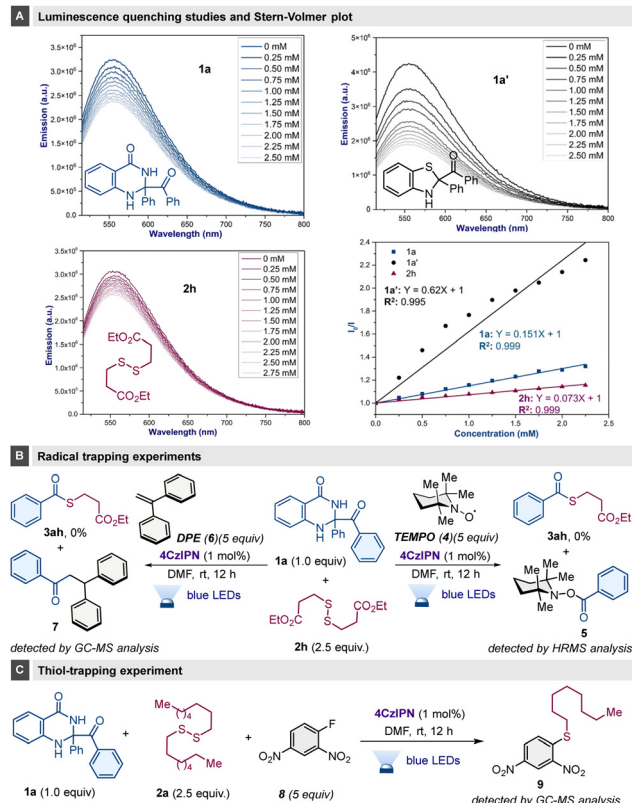 A Luminescence quenching studies and Stern-Volmer plot
Emission (a.u.)
3.5×10⁶
3.0×10⁶
2.5×10⁶
2.0×10⁶
1.5×10⁶
1.0×10⁶
5.0×10⁵
0.0
1a
0 mM
0.25 mM
0.50 mM
0.75 mM
1.00 mM
1.25 mM
1.50 mM
1.75 mM
2.00 mM
2.25 mM
2.50 mM
O
NH
N
H
Ph
O
Ph
550 600 650 700 750 800
Wavelength (nm)
Emission (a.u.)
5×10⁶
4×10⁶
3×10⁶
2×10⁶
1×10⁶
0
1a'
0 mM
0.25 mM
0.50 mM
0.75 mM
1.00 mM
1.25 mM
1.50 mM
1.75 mM
2.00 mM
2.25 mM
2.50 mM
S
O
Ph
N
H
Ph
550 600 650 700 750 800
Wavelength (nm)
Emission (a.u.)
3.5×10⁶
3.0×10⁶
2.5×10⁶
2.0×10⁶
1.5×10⁶
1.0×10⁶
5.0×10⁵
0.0
2h
0 mM
0.25 mM
0.50 mM
0.75 mM
1.00 mM
1.25 mM
1.50 mM
1.75 mM
2.00 mM
2.25 mM
2.50 mM
2.75 mM
EtO₂C
S
S
CO₂Et
550 600 650 700 750 800
Wavelength (nm)
I₀/I
2.4
2.2
2.0
1.8
1.6
1.4
1.2
1.0
1a
1a'
2h
1a': Y = 0.62X + 1
R²: 0.995
1a: Y = 0.151X + 1
R²: 0.999
2h: Y = 0.073X + 1
R²: 0.999
0.0 0.5 1.0 1.5 2.0 2.5
Concentration (mM)
B Radical trapping experiments
O
S
O
OEt
3ah, 0%
+
O
7
detected by GC-MS analysis
DPE (6)(5 equiv)
4CzIPN (1 mol%)
DMF, rt, 12 h
blue LEDs
O
NH
N
H
Ph
O
1a (1.0 equiv)
+
CO₂Et
S
S
CO₂Et
2h (2.5 equiv.)
Me
Me
N
O•
Me
Me
TEMPO (4)(5 equiv)
4CzIPN (1 mol%)
DMF, rt, 12 h
blue LEDs
O
S
O
OEt
3ah, 0%
+
Me
Me
N
O
O
Me
Me
5
detected by HRMS analysis
C Thiol-trapping experiment
O
NH
N
H
Ph
O
1a (1.0 equiv)
+
Me
( )₄
S
S
( )₄
Me
2a (2.5 equiv.)
+
F
NO₂
NO₂
8 (5 equiv)
4CzIPN (1 mol%)
DMF, rt, 12 h
blue LEDs
Me
S
NO₂
NO₂
9
detected by GC-MS analysis